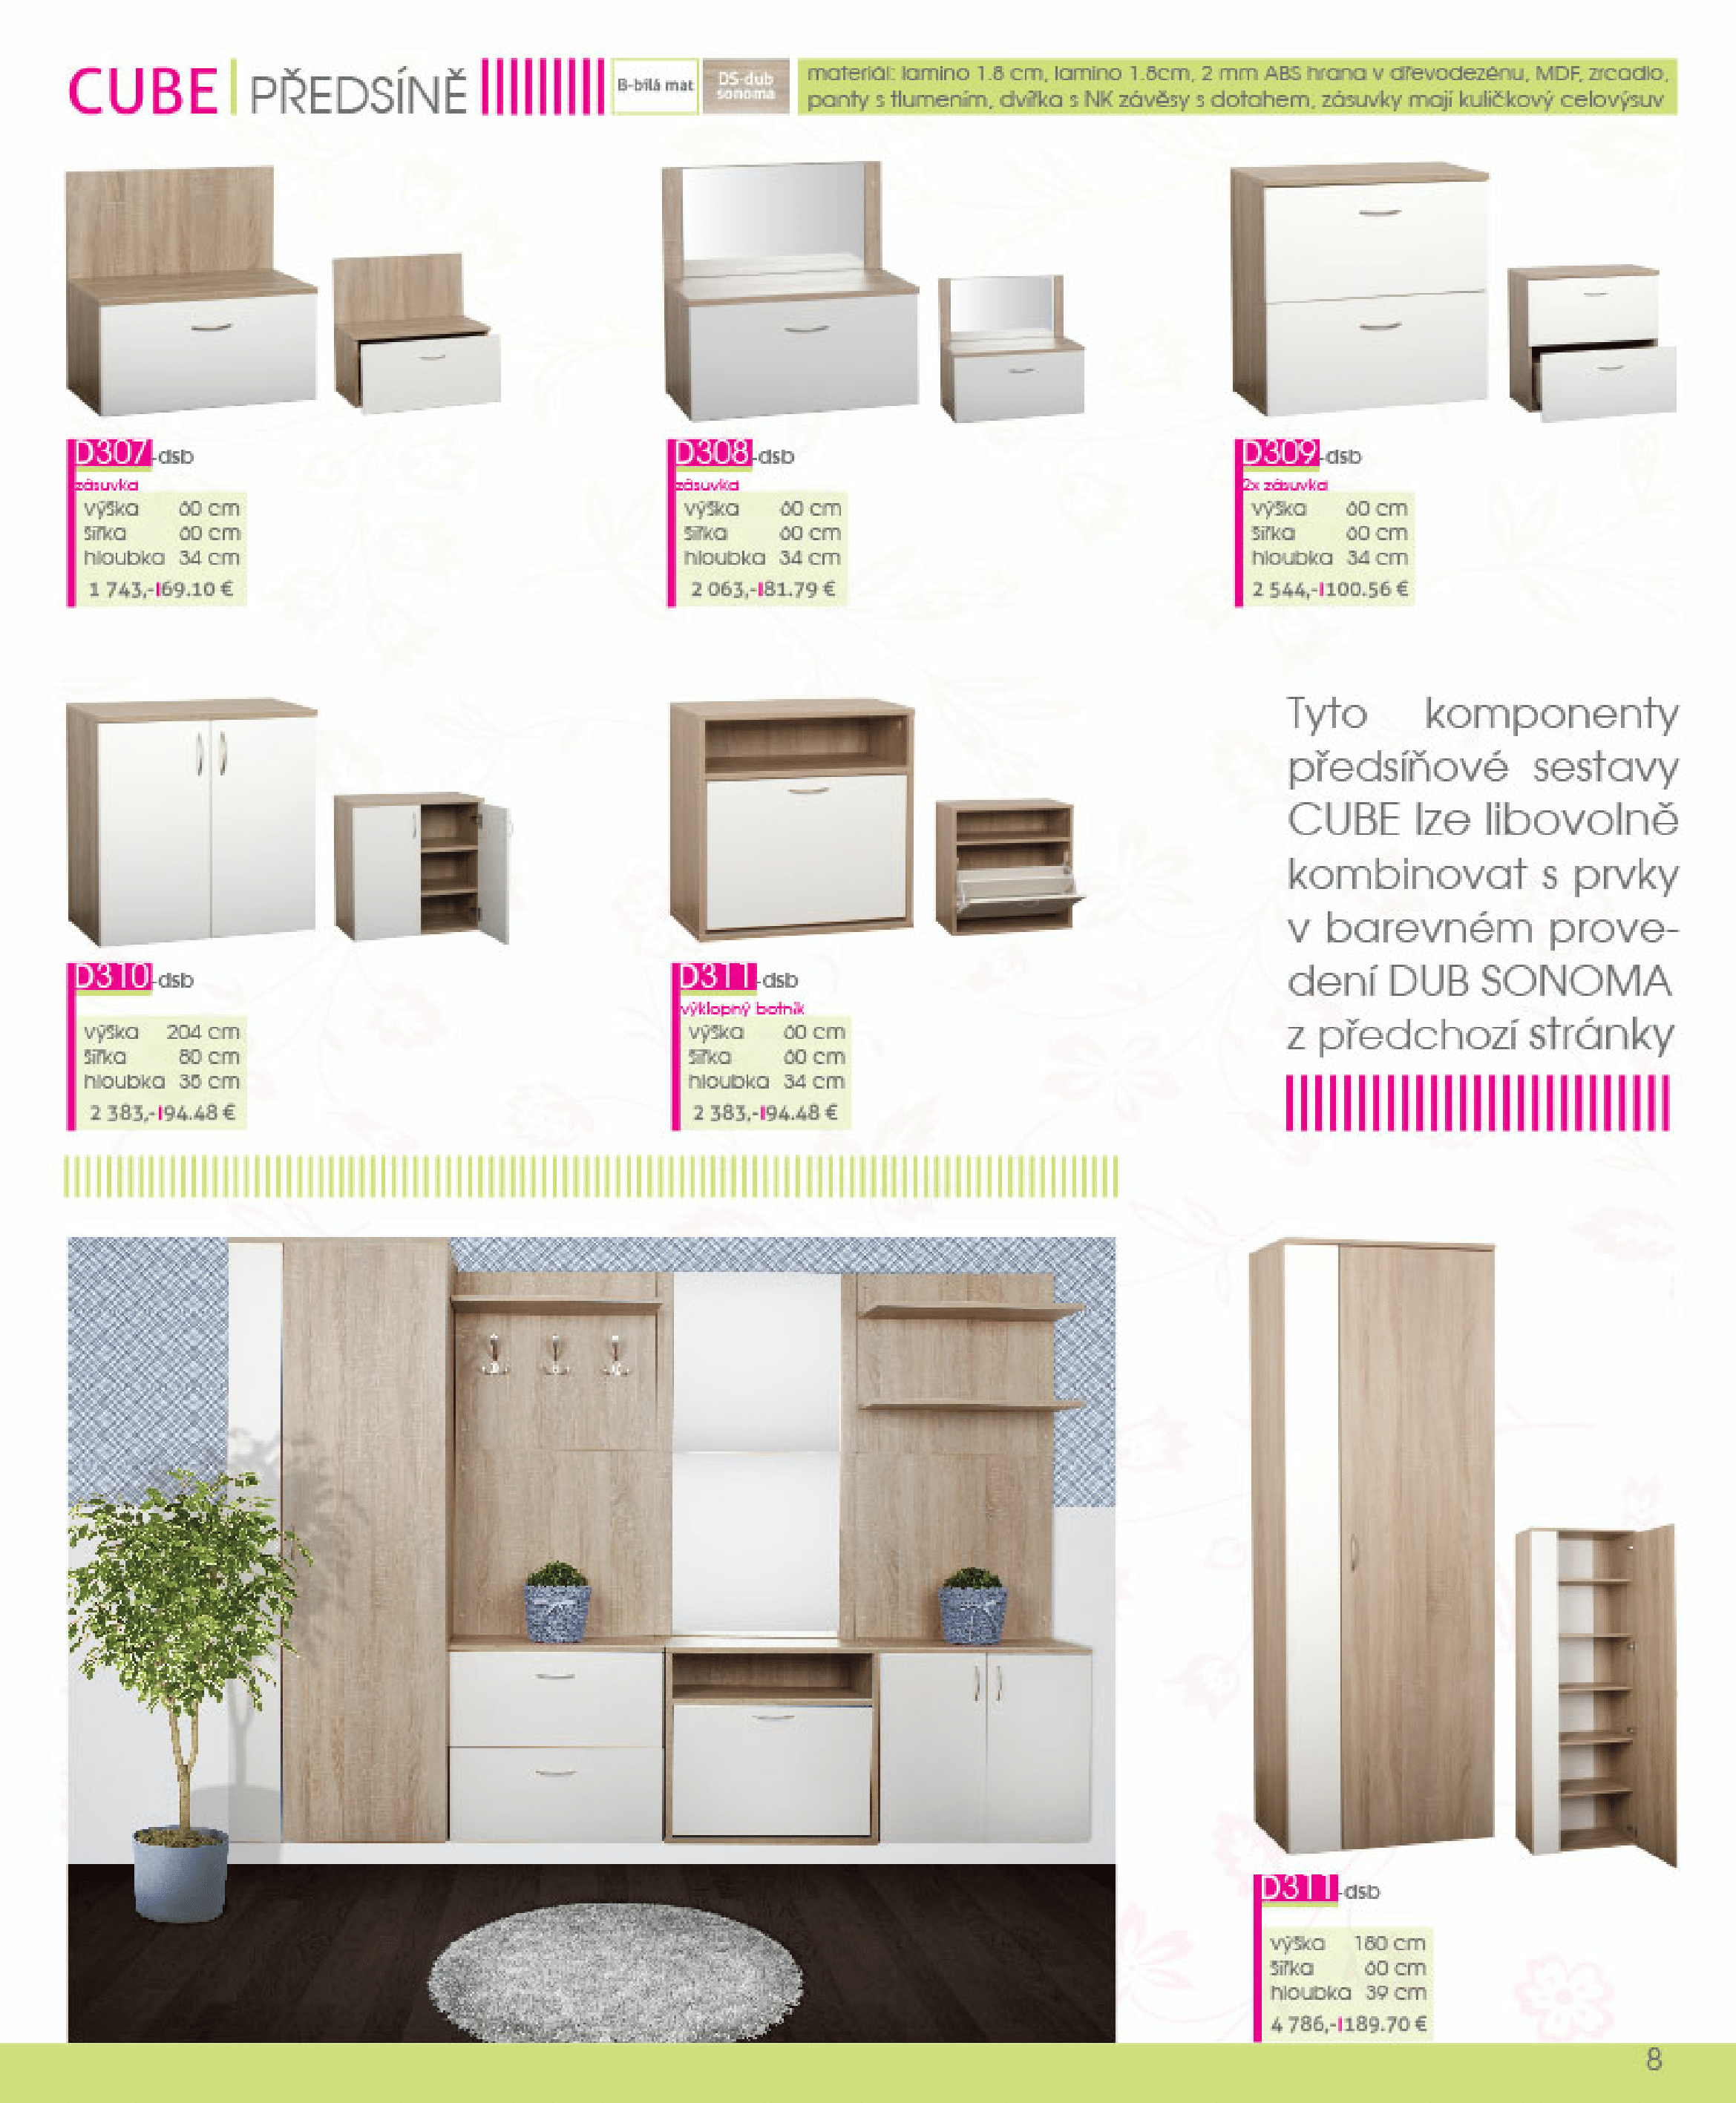 CUBE PŘEDSÍNĚ B-bílá mat DS-dub sonoma
materiál: lamino 1.8 cm, lamino 1.8cm, 2 mm ABS hrana v dřevodezénu, MDF, zrcadlo,
panty s tlumením, dvířka s NK závěsy s dotahem, zásuvky mají kuličkový celovýsuv
D307-dsb
zásuvka
výška 60 cm
šířka 60 cm
hloubka 34 cm
1 743,-|69.10 €
D308-dsb
zásuvka
výška 60 cm
šířka 60 cm
hloubka 34 cm
2 063,-|81.79 €
D309-dsb
2x zásuvka
výška 60 cm
šířka 60 cm
hloubka 34 cm
2 544,-|100.56 €
D310-dsb
výška 204 cm
šířka 80 cm
hloubka 35 cm
2 383,-|94.48 €
D311-dsb
výklopný botník
výška 60 cm
šířka 60 cm
hloubka 34 cm
2 383,-|94.48 €
Tyto komponenty
předsíňové sestavy
CUBE lze libovolně
kombinovat s prvky
v barevném prove-
dení DUB SONOMA
z předchozí stránky
D311-dsb
výška 180 cm
šířka 60 cm
hloubka 39 cm
4 786,-|189.70 €
8